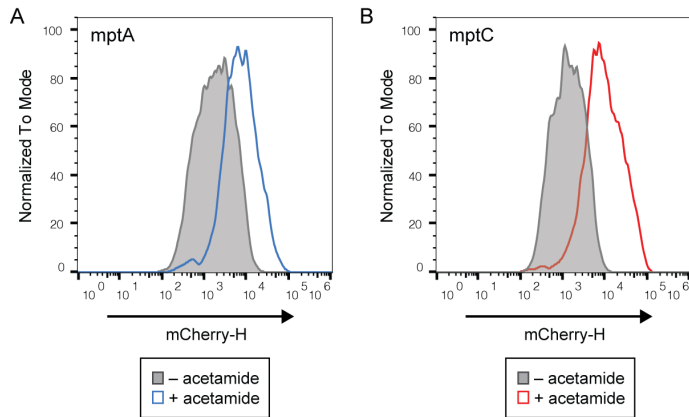 A
mptA
Normalized To Mode
100
80
60
40
20
0
10 0 10 1 10 2 10 3 10 4 10 5 10 6
mCherry-H
– acetamide
+ acetamide
B
mptC
Normalized To Mode
100
80
60
40
20
0
10 0 10 1 10 2 10 3 10 4 10 5 10 6
mCherry-H
– acetamide
+ acetamide